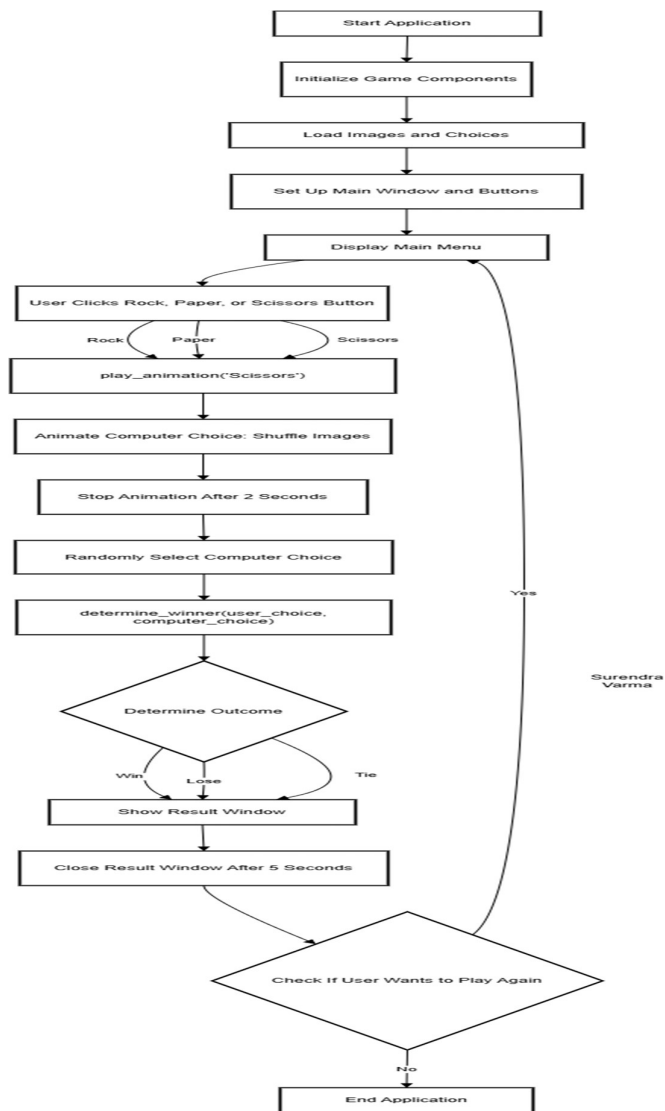 Start Application
Initialize Game Components
Load Images and Choices
Set Up Main Window and Buttons
Display Main Menu
User Clicks Rock, Paper, or Scissors Button
Rock
Paper
Scissors
play_animation('Scissors')
Animate Computer Choice: Shuffle Images
Stop Animation After 2 Seconds
Randomly Select Computer Choice
determine_winner(user_choice,
computer_choice)
Yes
Surendra
Varma
Determine Outcome
Win
Lose
Tie
Show Result Window
Close Result Window After 5 Seconds
Check If User Wants to Play Again
No
End Application